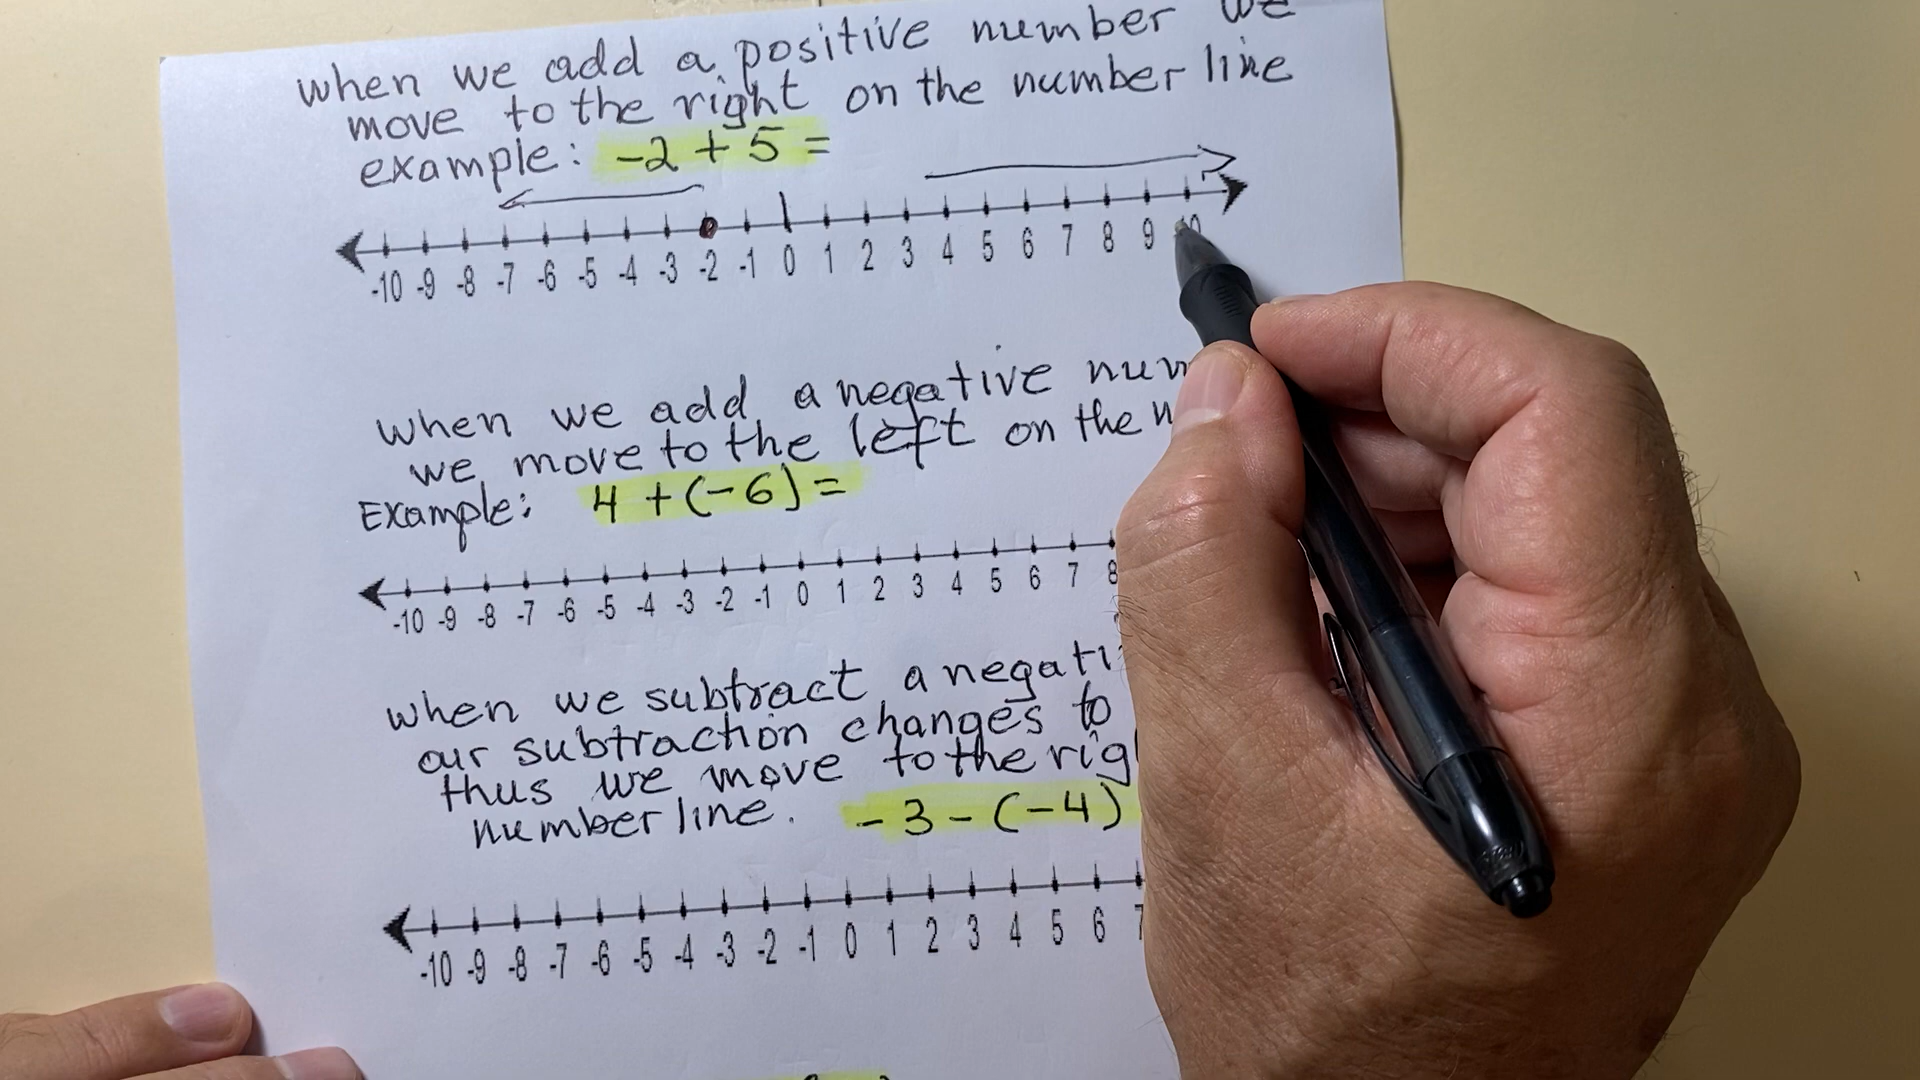 when we add a positive number we
move to the right on the number line
example: -2 + 5 =
-10 -9 -8 -7 -6 -5 -4 -3 -2 -1 0 1 2 3 4 5 6 7 8 9 10
when we add a negative
we move to the left on the
Example: 4 + (-6) =
-10 -9 -8 -7 -6 -5 -4 -3 -2 -1 0 1 2 3 4 5 6 7 8
when we subtract a
our subtraction changes to
thus we move to the
number line. -3 - (-4)
-10 -9 -8 -7 -6 -5 -4 -3 -2 -1 0 1 2 3 4 5 6 7